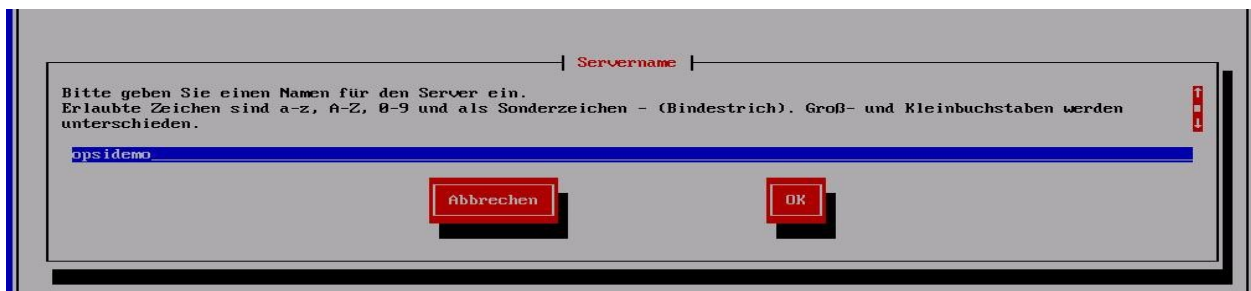 Servername
Bitte geben Sie einen Namen für den Server ein.
Erlaubte Zeichen sind a-z, A-Z, 0-9 und als Sonderzeichen - (Bindestrich). Groß- und Kleinbuchstaben werden
unterschieden.
opsidemo
Abbrechen OK